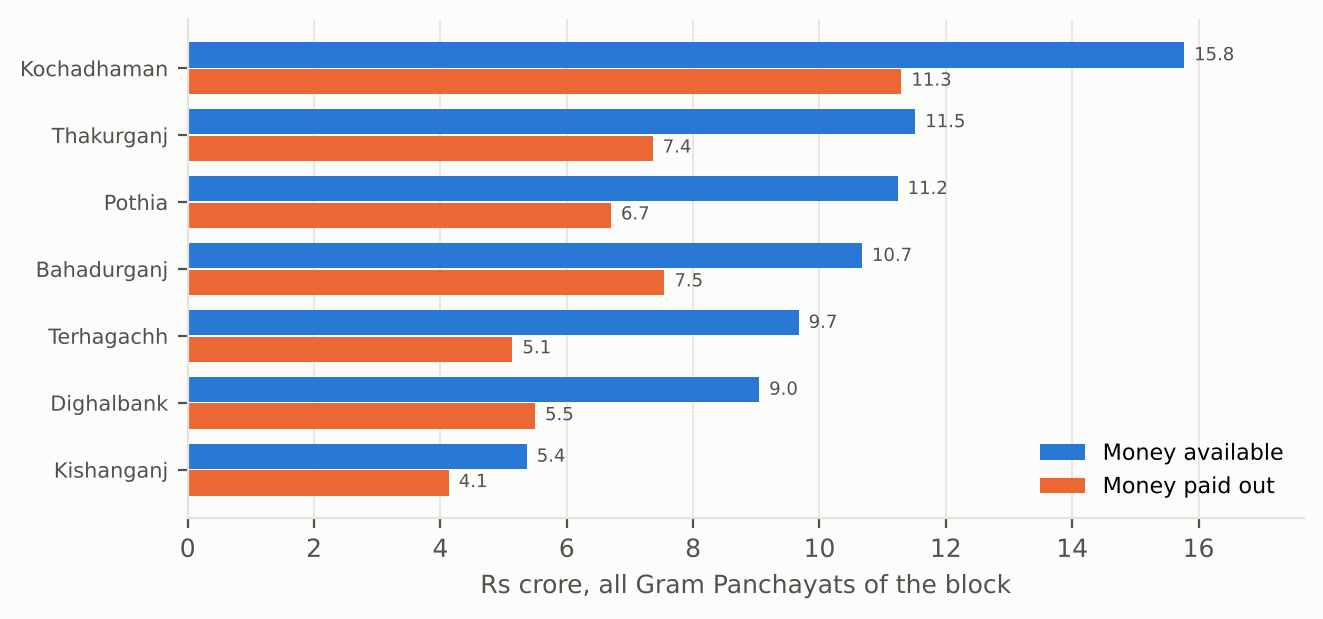 Kochadhaman 15.8
11.3
Thakurganj 11.5
7.4
Pothia 11.2
6.7
Bahadurganj 10.7
7.5
Terhagachh 9.7
5.1
Dighalbank 9.0
5.5
Kishanganj 5.4
4.1
Money available
Money paid out
0 2 4 6 8 10 12 14 16
Rs crore, all Gram Panchayats of the block